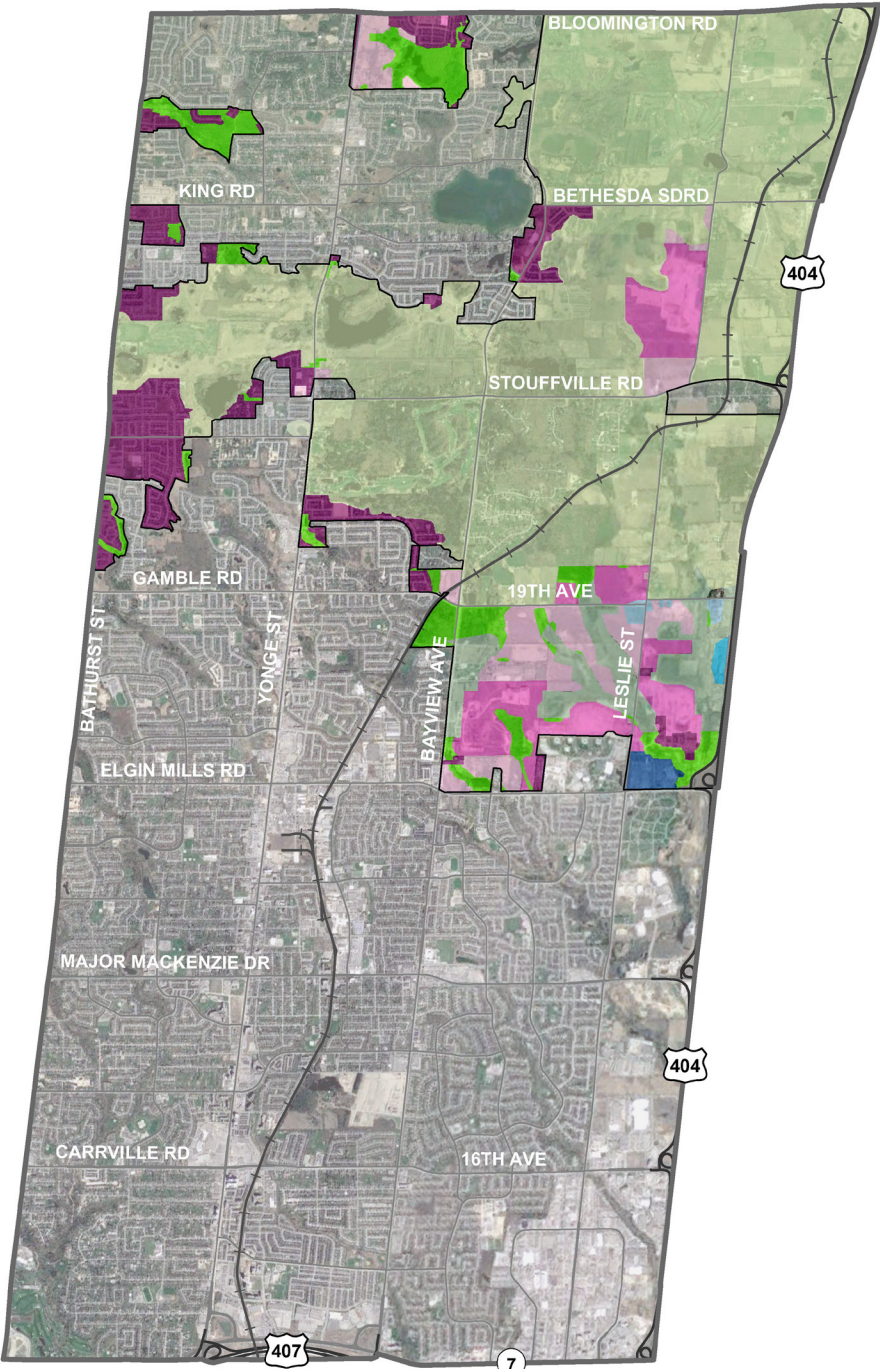 BLOOMINGTON RD
KING RD
BETHESDA SDRD
404
STOUFFVILLE RD
GAMBLE RD
19TH AVE
BATHURST ST
YONGE ST
BAYVIEW AVE
LESLIE ST
ELGIN MILLS RD
MAJOR MACKENZIE DR
404
CARRVILLE RD
16TH AVE
407
7